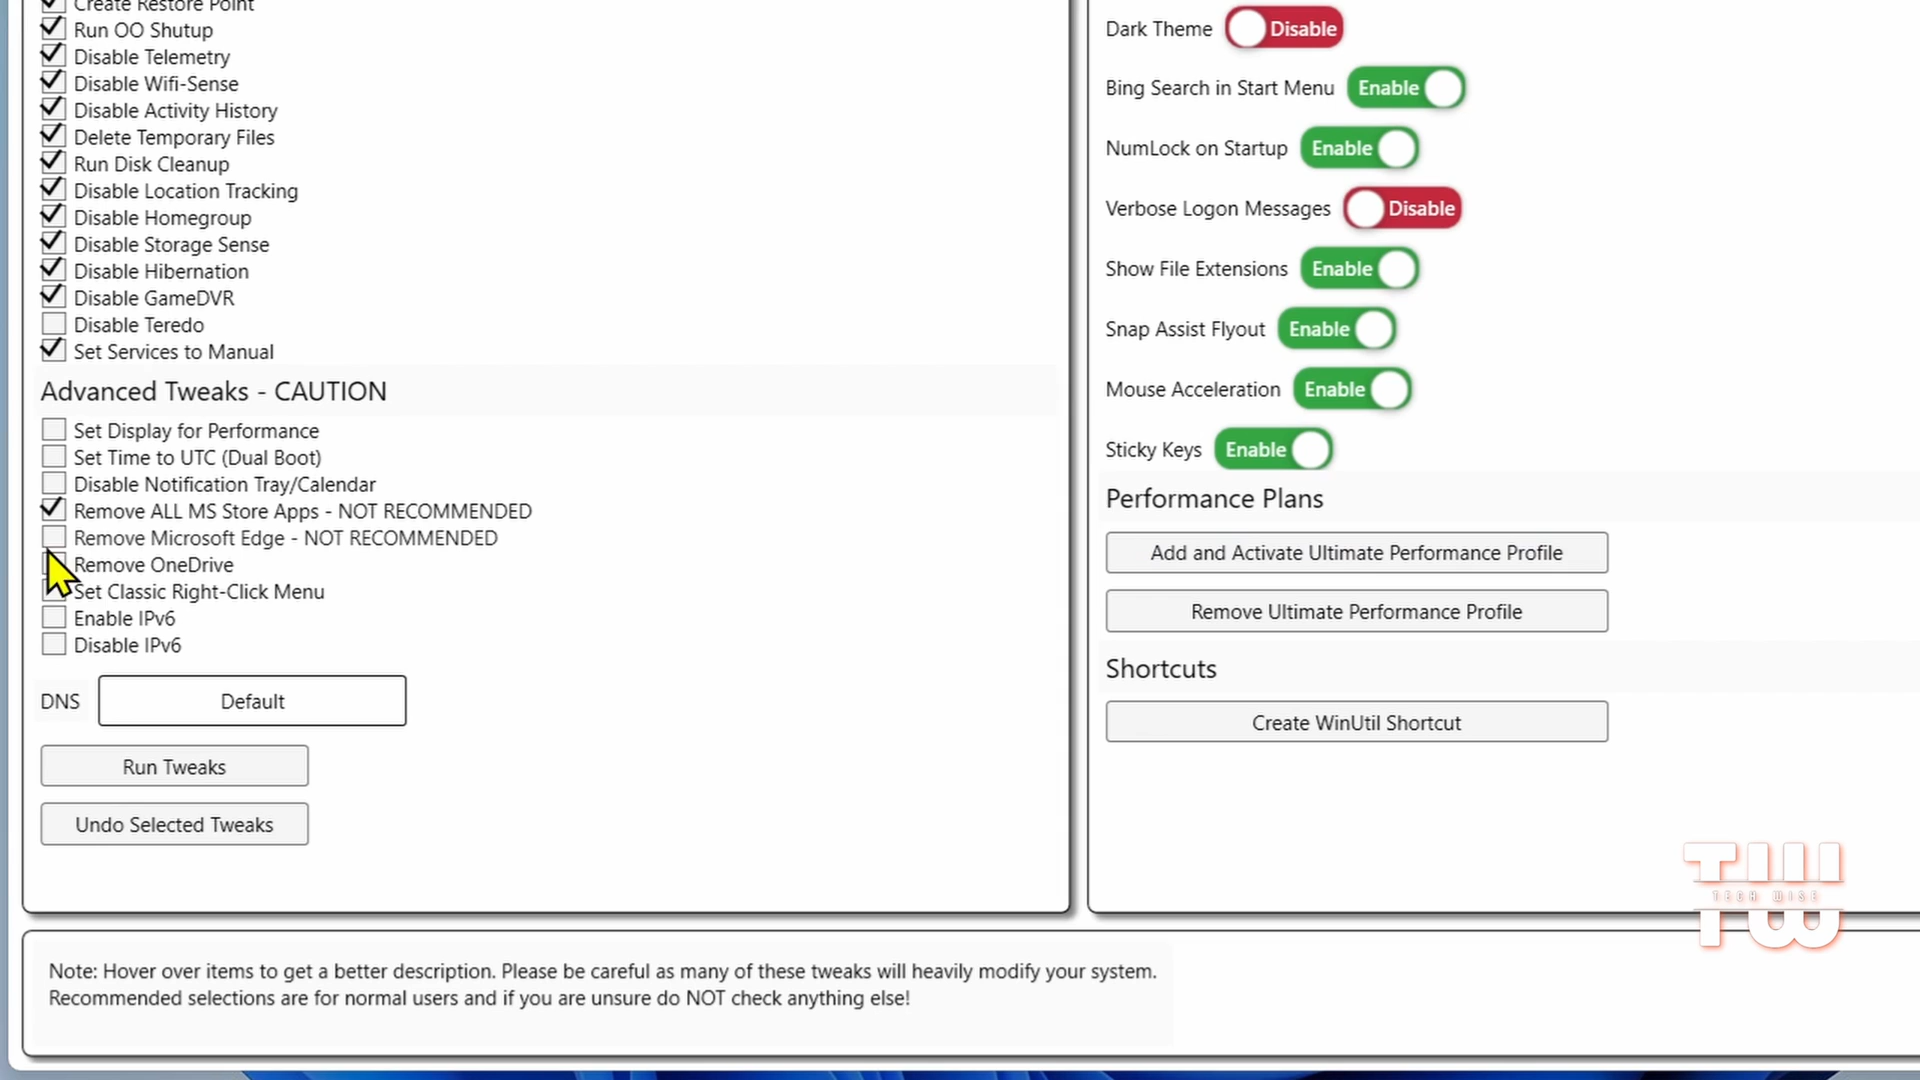 Create Restore Point
Run OO Shutup
Disable Telemetry
Disable Wifi-Sense
Disable Activity History
Delete Temporary Files
Run Disk Cleanup
Disable Location Tracking
Disable Homegroup
Disable Storage Sense
Disable Hibernation
Disable GameDVR
Disable Teredo
Set Services to Manual
Advanced Tweaks - CAUTION
Set Display for Performance
Set Time to UTC (Dual Boot)
Disable Notification Tray/Calendar
Remove ALL MS Store Apps - NOT RECOMMENDED
Remove Microsoft Edge - NOT RECOMMENDED
Remove OneDrive
Set Classic Right-Click Menu
Enable IPv6
Disable IPv6
DNS Default
Run Tweaks
Undo Selected Tweaks
Dark Theme Disable
Bing Search in Start Menu Enable
NumLock on Startup Enable
Verbose Logon Messages Disable
Show File Extensions Enable
Snap Assist Flyout Enable
Mouse Acceleration Enable
Sticky Keys Enable
Performance Plans
Add and Activate Ultimate Performance Profile
Remove Ultimate Performance Profile
Shortcuts
Create WinUtil Shortcut
TW
TECH WISE
TW
Note: Hover over items to get a better description. Please be careful as many of these tweaks will heavily modify your system.
Recommended selections are for normal users and if you are unsure do NOT check anything else!